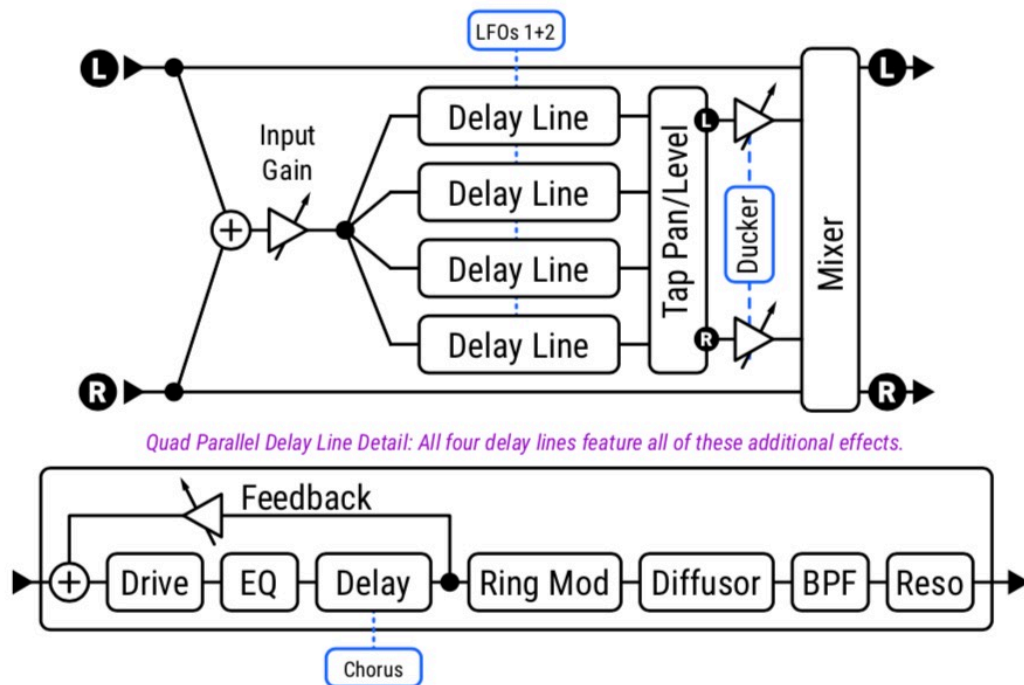 LFOs 1+2
L
L
Input
Gain
Delay Line
Delay Line
Delay Line
Delay Line
Tap Pan/Level
L
R
Ducker
Mixer
R
R
Quad Parallel Delay Line Detail: All four delay lines feature all of these additional effects.
Feedback
+
Drive
EQ
Delay
Ring Mod
Diffusor
BPF
Reso
Chorus